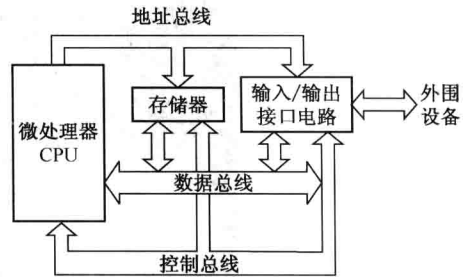 地址总线
微处理器
CPU
存储器
输入/输出
接口电路
外围
设备
数据总线
控制总线